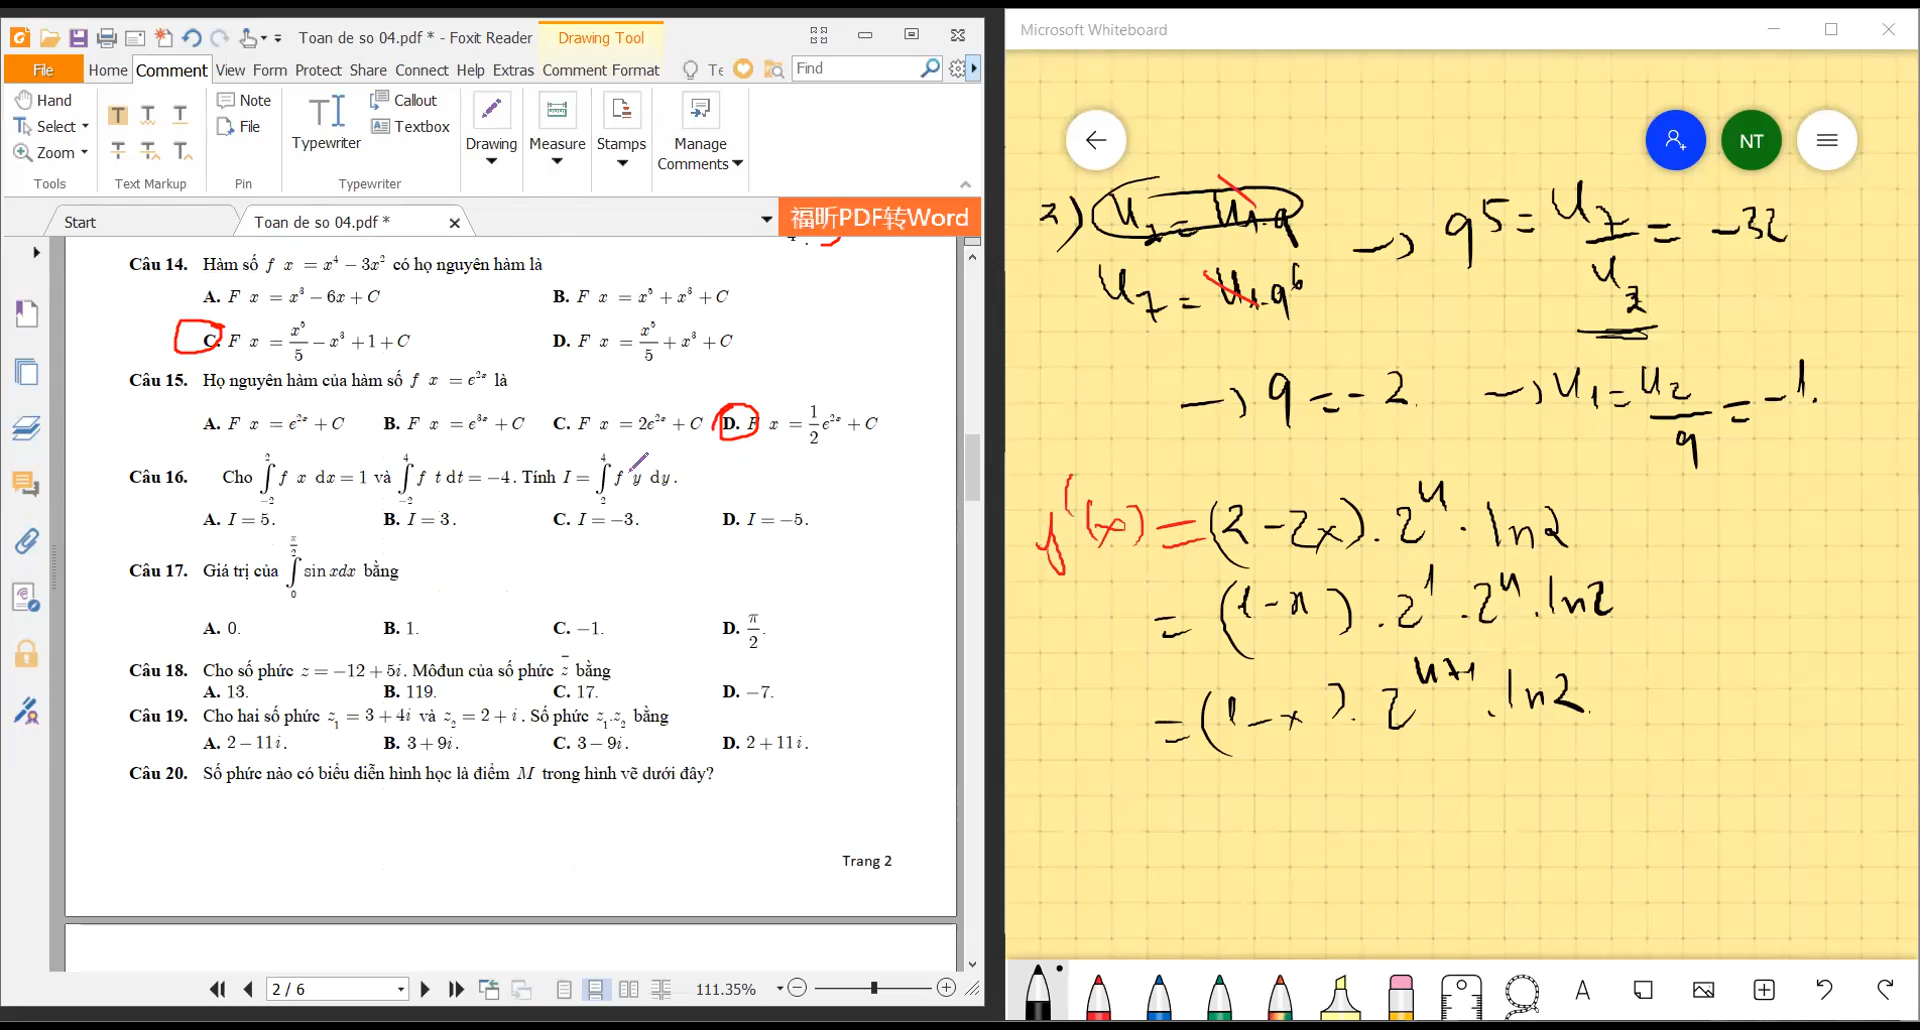 Toan de so 04.pdf * - Foxit Reader
Drawing Tool
File Home Comment View Form Protect Share Connect Help Extras Comment Format Te Find
Hand
Select
Zoom
Tools
Text Markup
Note
File
Pin
Typewriter
Callout
Textbox
Typewriter
Drawing
Measure
Stamps
Manage Comments
Start
Toan de so 04.pdf *
福昕PDF转Word
Câu 14. Hàm số f x = x⁴ − 3x² có họ nguyên hàm là
A. F x = x³ − 6x + C
B. F x = x⁵ + x³ + C
C. F x = x⁵/5 − x³ + 1 + C
D. F x = x⁵/5 + x³ + C
Câu 15. Họ nguyên hàm của hàm số f x = e²ˣ là
A. F x = e²ˣ + C B. F x = e³ˣ + C C. F x = 2e²ˣ + C D. F x = 1/2 e²ˣ + C
Câu 16. Cho ∫₋₂² f x dx = 1 và ∫₋₂⁴ f t dt = −4. Tính I = ∫₂⁴ f y dy.
A. I = 5. B. I = 3. C. I = −3. D. I = −5.
Câu 17. Giá trị của ∫₀^(π/2) sin xdx bằng
A. 0. B. 1. C. −1. D. π/2.
Câu 18. Cho số phức z = −12 + 5i. Môđun của số phức z̄ bằng
A. 13. B. 119. C. 17. D. −7.
Câu 19. Cho hai số phức z₁ = 3 + 4i và z₂ = 2 + i. Số phức z₁.z₂ bằng
A. 2 − 11i. B. 3 + 9i. C. 3 − 9i. D. 2 + 11i.
Câu 20. Số phức nào có biểu diễn hình học là điểm M trong hình vẽ dưới đây?
Trang 2
2 / 6
111.35%
Microsoft Whiteboard
NT
u₂ = u₁.q
→ q⁵ = u₇/u₂ = −32
u₇ = u₁.q⁶
→ q = −2 → u₁ = u₂/q = −1.
y'(x) = (2 − 2x).2ᵘ.ln2
= (1 − x).2¹.2ᵘ.ln2
= (1 − x).2ᵘ⁺¹.ln2